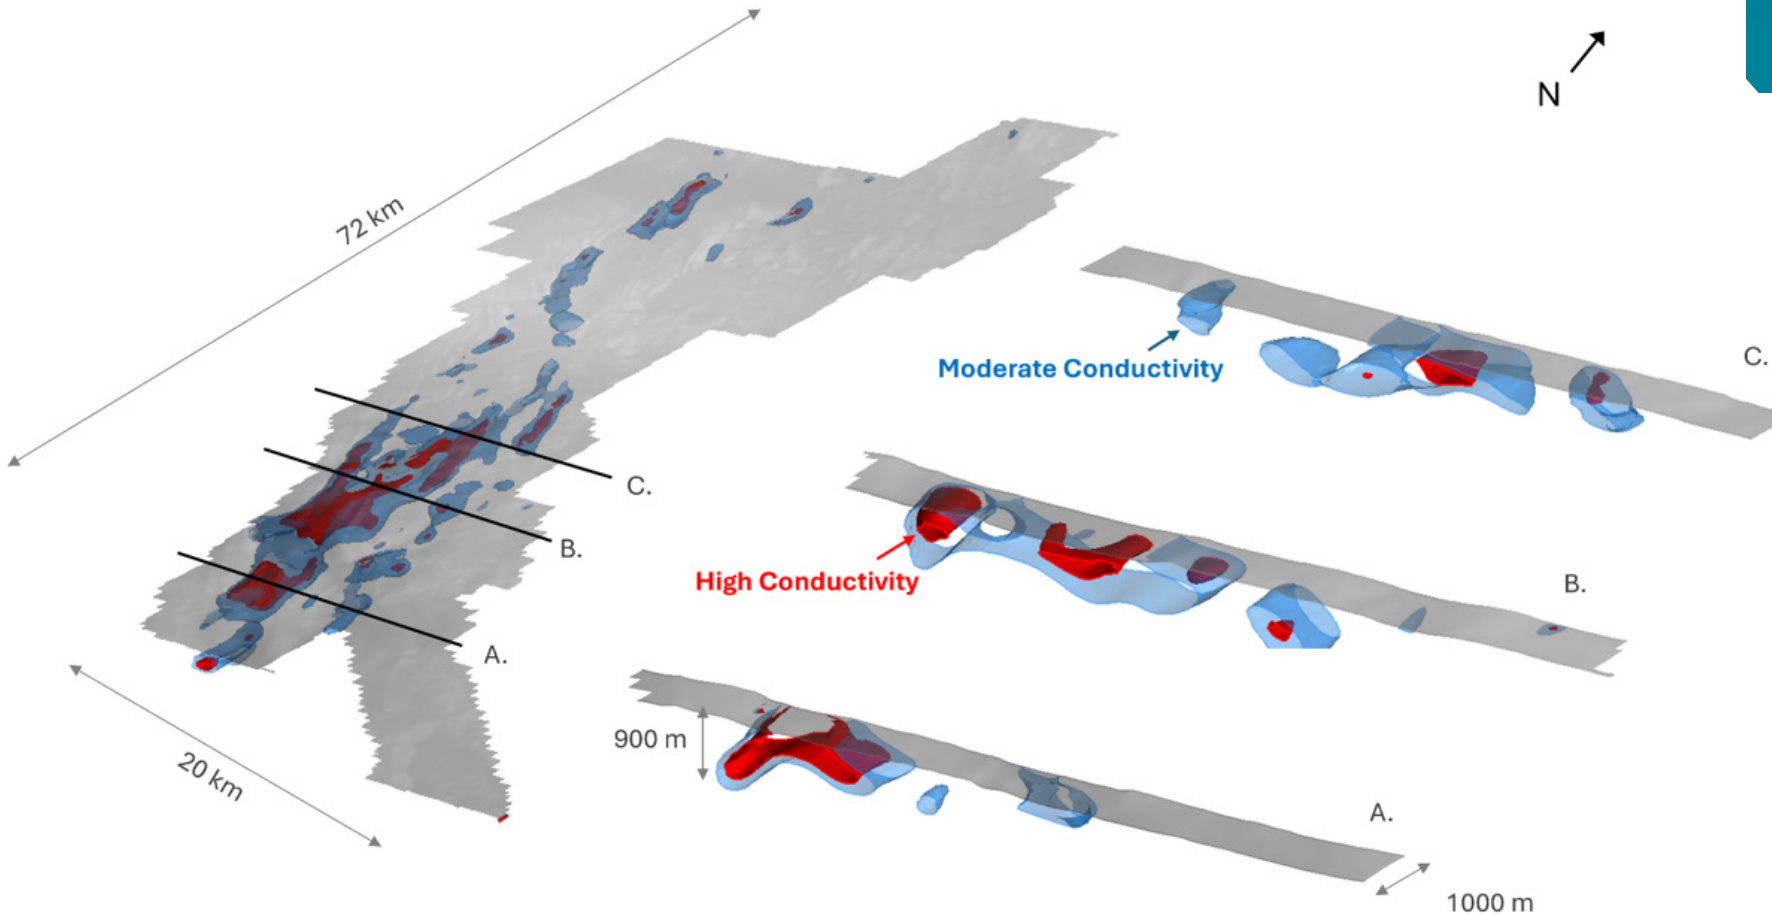 N
72 km
C.
Moderate Conductivity
C.
B.
High Conductivity
B.
A.
900 m
20 km
A.
1000 m